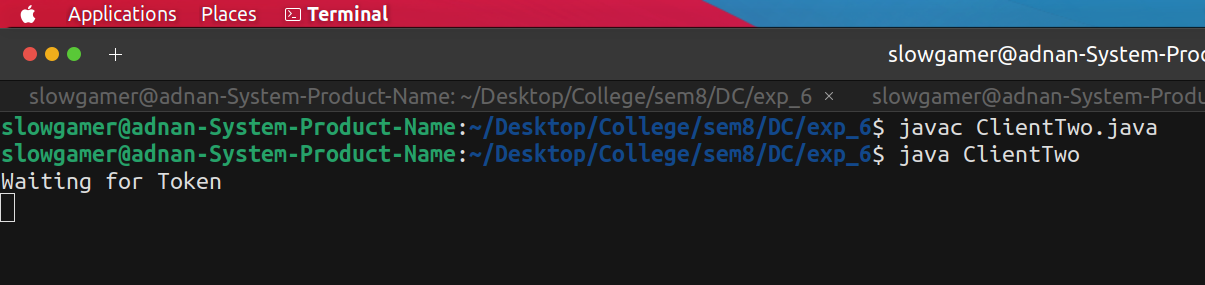 Applications Places Terminal
slowgamer@adnan-System-Proc
slowgamer@adnan-System-Product-Name: ~/Desktop/College/sem8/DC/exp_6 × slowgamer@adnan-System-Produ
slowgamer@adnan-System-Product-Name:~/Desktop/College/sem8/DC/exp_6$ javac ClientTwo.java
slowgamer@adnan-System-Product-Name:~/Desktop/College/sem8/DC/exp_6$ java ClientTwo
Waiting for Token